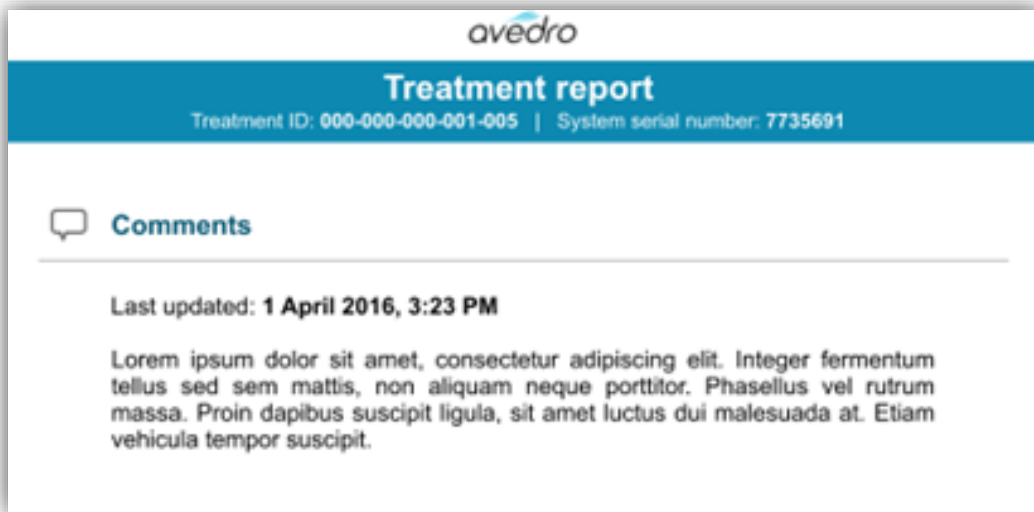 avedro
Treatment report
Treatment ID: 000-000-000-001-005 | System serial number: 7735691
Comments
Last updated: 1 April 2016, 3:23 PM
Lorem ipsum dolor sit amet, consectetur adipiscing elit. Integer fermentum
tellus sed sem mattis, non aliquam neque porttitor. Phasellus vel rutrum
massa. Proin dapibus suscipit ligula, sit amet luctus dui malesuada at. Etiam
vehicula tempor suscipit.